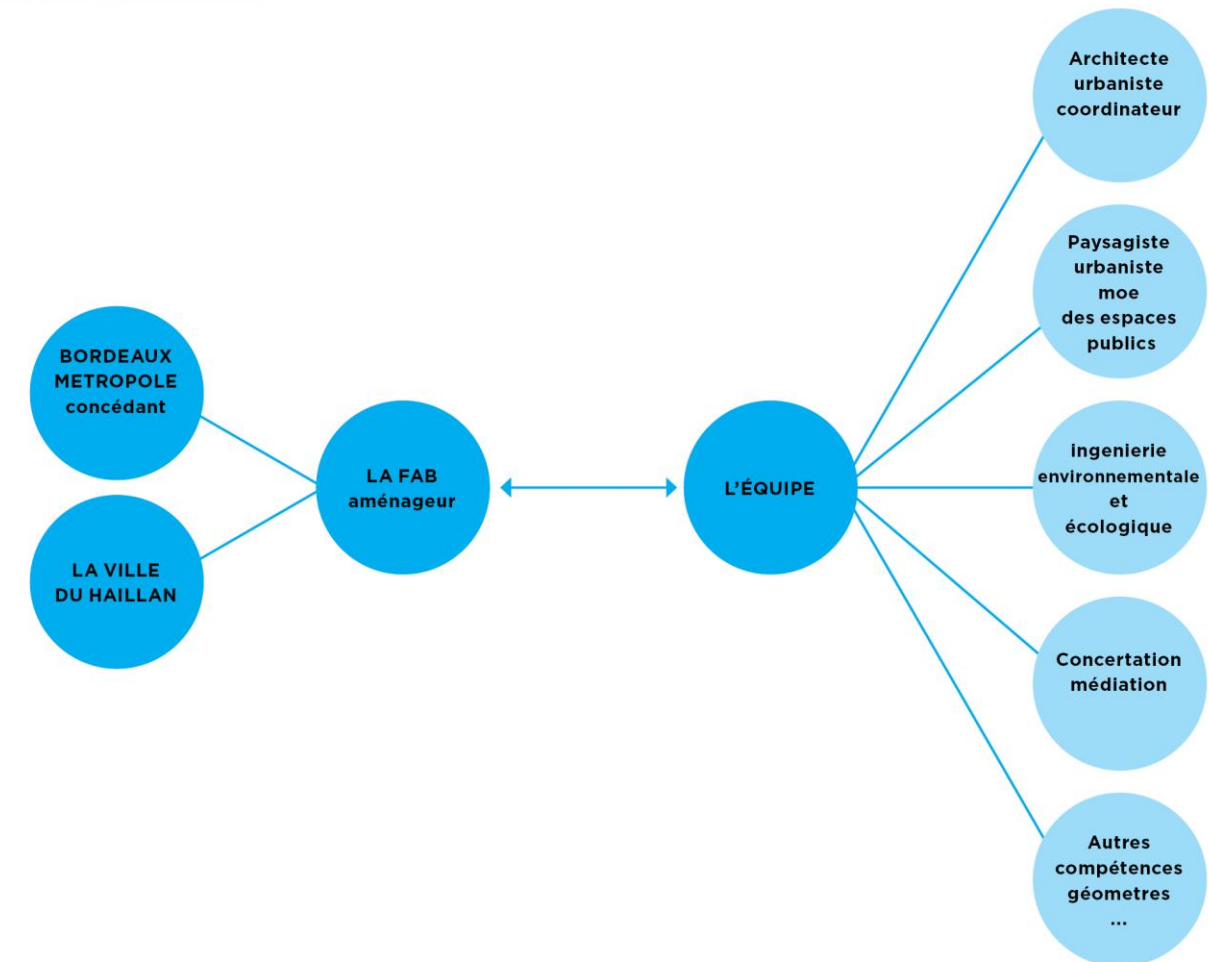 BORDEAUX
METROPOLE
concédant
LA VILLE
DU HAILLAN
LA FAB
aménageur
L'ÉQUIPE
Architecte
urbaniste
coordinateur
Paysagiste
urbaniste
moe
des espaces
publics
ingenierie
environnementale
et
écologique
Concertation
médiation
Autres
compétences
géometres
...